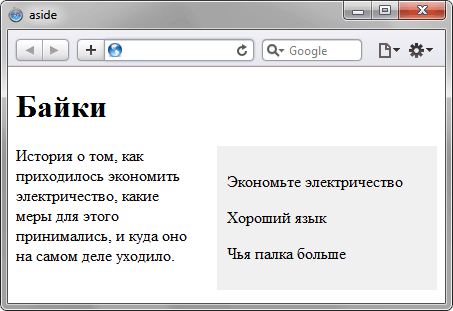 aside
Google
Байки
История о том, как
приходилось экономить
электричество, какие
меры для этого
принимались, и куда оно
на самом деле уходило.
Экономьте электричество
Хороший язык
Чья палка больше